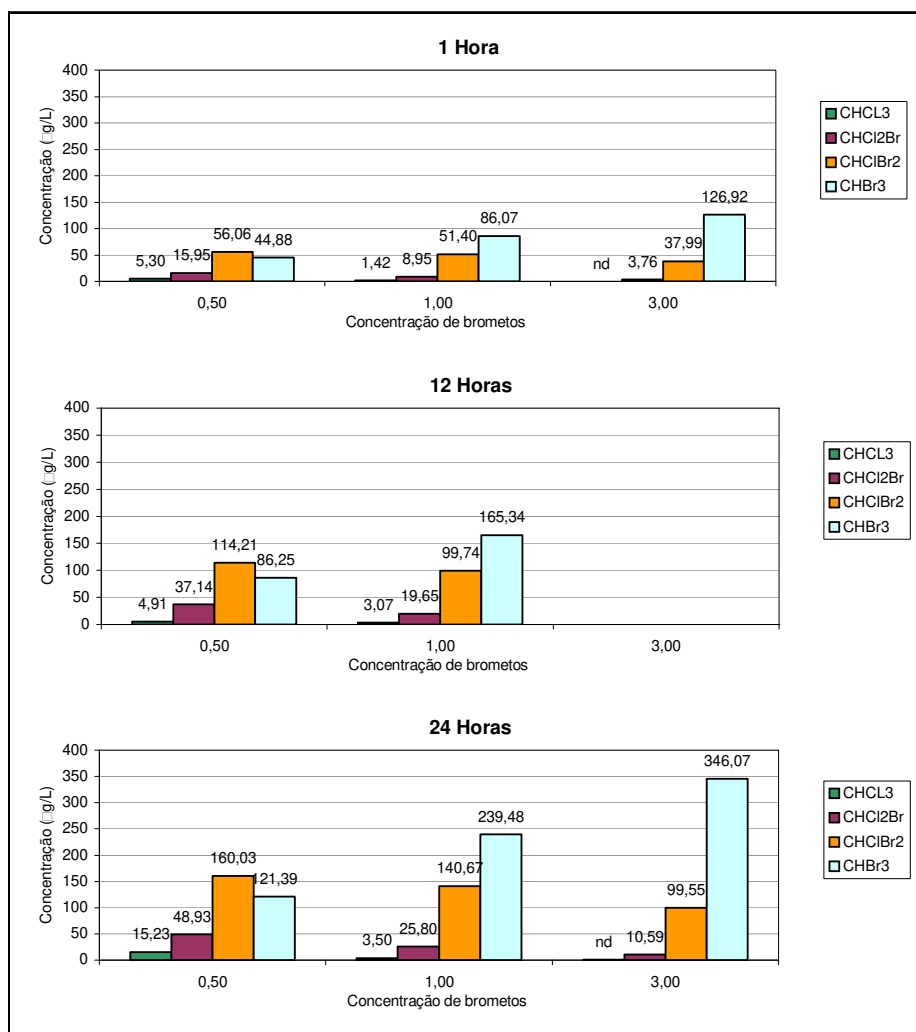 1 Hora
400
350
300
250
200
150
100
50
0
Concentração (□g/L)
5,30
15,95
56,06
44,88
1,42
8,95
51,40
86,07
nd
3,76
37,99
126,92
0,50
1,00
3,00
Concentração de brometos
CHCL3
CHCl2Br
CHClBr2
CHBr3
12 Horas
400
350
300
250
200
150
100
50
0
Concentração (□g/L)
4,91
37,14
114,21
86,25
3,07
19,65
99,74
165,34
0,50
1,00
3,00
Concentração de brometos
CHCL3
CHCl2Br
CHClBr2
CHBr3
24 Horas
400
350
300
250
200
150
100
50
0
Concentração (□g/L)
15,23
48,93
160,03
121,39
3,50
25,80
140,67
239,48
nd
10,59
99,55
346,07
0,50
1,00
3,00
Concentração de brometos
CHCL3
CHCl2Br
CHClBr2
CHBr3